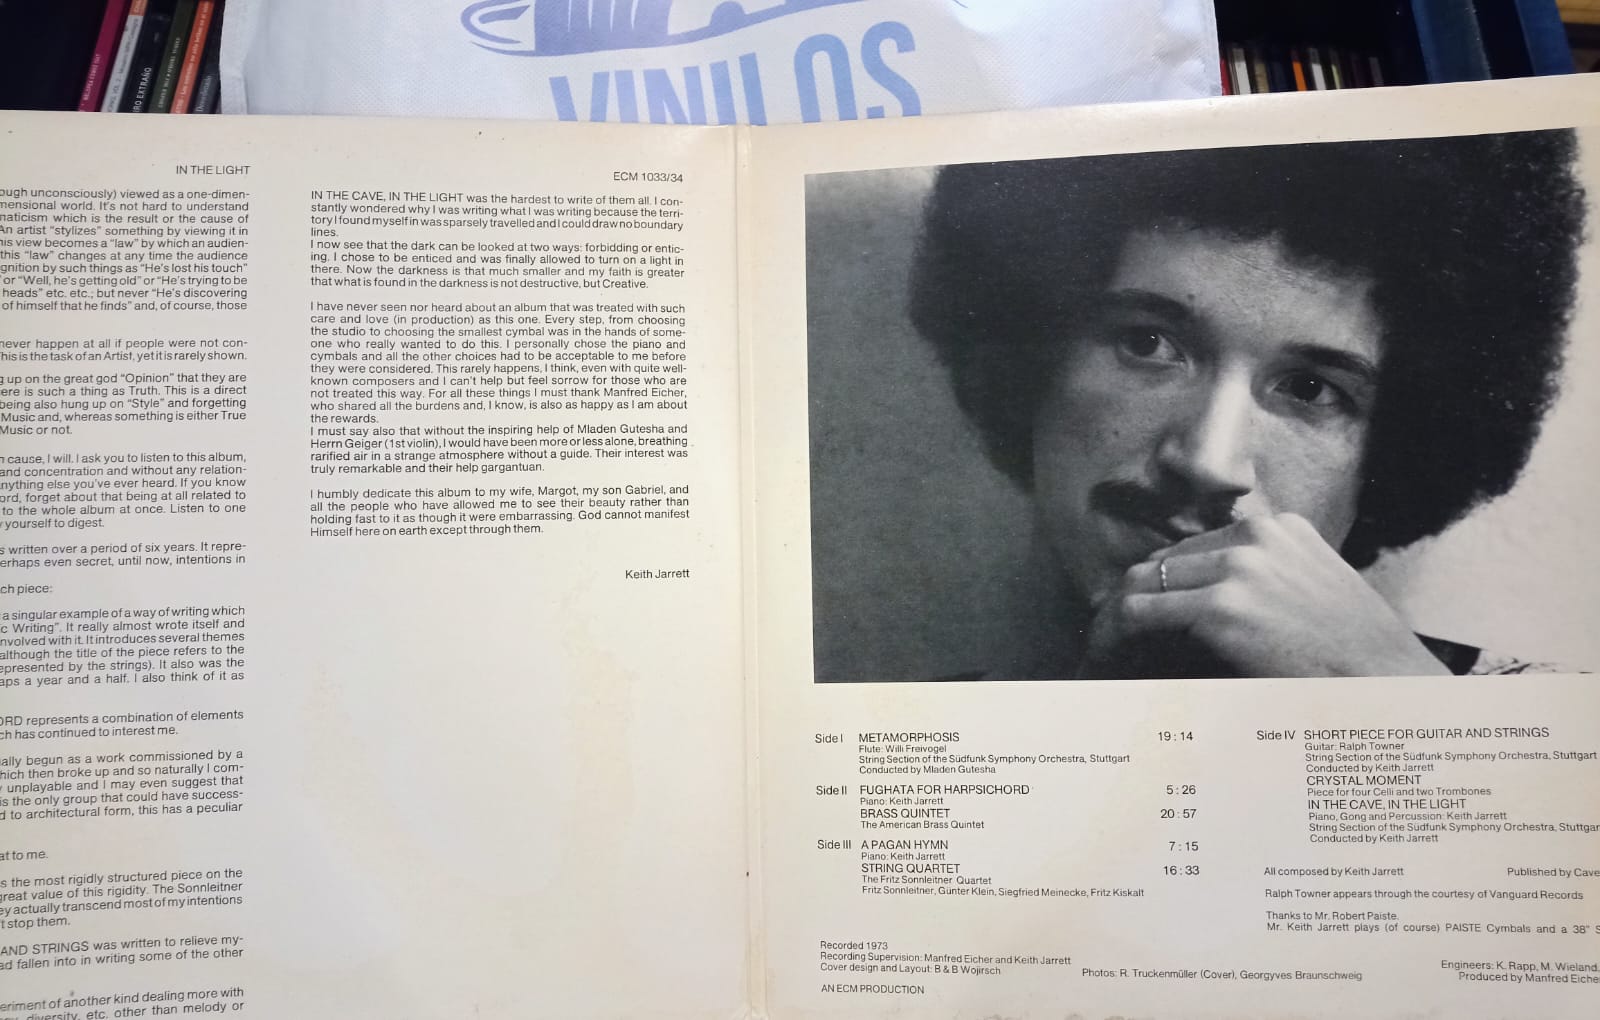 VINILOS
IN THE LIGHT
ough unconsciously) viewed as a one-dimen-
mensional world. It's not hard to understand
maticism which is the result or the cause of
An artist "stylizes" something by viewing it in
his view becomes a "law" by which an audien-
this "law" changes at any time the audience
gnition by such things as "He's lost his touch"
or "Well, he's getting old" or "He's trying to be
heads" etc. etc.; but never "He's discovering
of himself that he finds" and, of course, those
never happen at all if people were not con-
This is the task of an Artist, yet it is rarely shown.
g up on the great god "Opinion" that they are
ere is such a thing as Truth. This is a direct
being also hung up on "Style" and forgetting
Music and, whereas something is either True
Music or not.
n cause, I will. I ask you to listen to this album,
and concentration and without any relation-
nything else you've ever heard. If you know
ord, forget about that being at all related to
to the whole album at once. Listen to one
yourself to digest.
s written over a period of six years. It repre-
erhaps even secret, until now, intentions in
ch piece:
a singular example of a way of writing which
c Writing". It really almost wrote itself and
nvolved with it. It introduces several themes
although the title of the piece refers to the
epresented by the strings). It also was the
aps a year and a half. I also think of it as
ORD represents a combination of elements
ch has continued to interest me.
ally begun as a work commissioned by a
hich then broke up and so naturally I com-
unplayable and I may even suggest that
is the only group that could have success-
d to architectural form, this has a peculiar
at to me.
s the most rigidly structured piece on the
great value of this rigidity. The Sonnleitner
ey actually transcend most of my intentions
't stop them.
AND STRINGS was written to relieve my-
ad fallen into in writing some of the other
eriment of another kind dealing more with
diversity, etc. other than melody or
ECM 1033/34
IN THE CAVE, IN THE LIGHT was the hardest to write of them all. I con-
stantly wondered why I was writing what I was writing because the terri-
tory I found myself in was sparsely travelled and I could draw no boundary
lines.
I now see that the dark can be looked at two ways: forbidding or entic-
ing. I chose to be enticed and was finally allowed to turn on a light in
there. Now the darkness is that much smaller and my faith is greater
that what is found in the darkness is not destructive, but Creative.
I have never seen nor heard about an album that was treated with such
care and love (in production) as this one. Every step, from choosing
the studio to choosing the smallest cymbal was in the hands of some-
one who really wanted to do this. I personally chose the piano and
cymbals and all the other choices had to be acceptable to me before
they were considered. This rarely happens, I think, even with quite well-
known composers and I can't help but feel sorrow for those who are
not treated this way. For all these things I must thank Manfred Eicher,
who shared all the burdens and, I know, is also as happy as I am about
the rewards.
I must say also that without the inspiring help of Mladen Gutesha and
Herrn Geiger (1st violin), I would have been more or less alone, breathing
rarified air in a strange atmosphere without a guide. Their interest was
truly remarkable and their help gargantuan.
I humbly dedicate this album to my wife, Margot, my son Gabriel, and
all the people who have allowed me to see their beauty rather than
holding fast to it as though it were embarrassing. God cannot manifest
Himself here on earth except through them.
Keith Jarrett
Side I METAMORPHOSIS 19:14
Flute: Willi Freivogel
String Section of the Südfunk Symphony Orchestra, Stuttgart
Conducted by Mladen Gutesha
Side II FUGHATA FOR HARPSICHORD 5:26
Piano: Keith Jarrett
BRASS QUINTET 20:57
The American Brass Quintet
Side III A PAGAN HYMN 7:15
Piano: Keith Jarrett
STRING QUARTET 16:33
The Fritz Sonnleitner Quartet
Fritz Sonnleitner, Günter Klein, Siegfried Meinecke, Fritz Kiskalt
Side IV SHORT PIECE FOR GUITAR AND STRINGS
Guitar: Ralph Towner
String Section of the Südfunk Symphony Orchestra, Stuttgart
Conducted by Keith Jarrett
CRYSTAL MOMENT
Piece for four Celli and two Trombones
IN THE CAVE, IN THE LIGHT
Piano, Gong and Percussion: Keith Jarrett
String Section of the Südfunk Symphony Orchestra, Stuttgar
Conducted by Keith Jarrett
All composed by Keith Jarrett Published by Cave
Ralph Towner appears through the courtesy of Vanguard Records
Thanks to Mr. Robert Paiste.
Mr. Keith Jarrett plays (of course) PAISTE Cymbals and a 38" S
Recorded 1973
Recording Supervision: Manfred Eicher and Keith Jarrett
Cover design and Layout: B & B Wojirsch
AN ECM PRODUCTION
Photos: R. Truckenmüller (Cover), Georgyves Braunschweig
Engineers: K. Rapp, M. Wieland,
Produced by Manfred Eiche